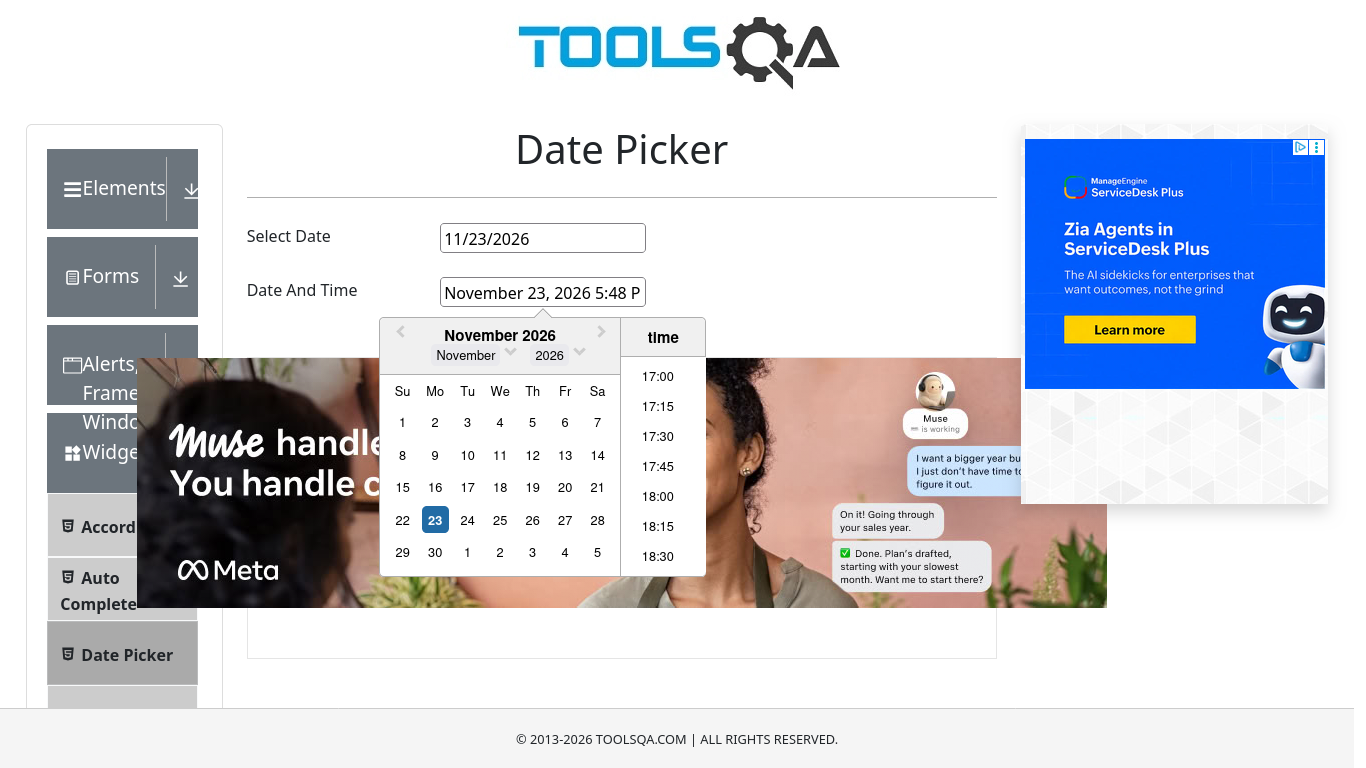 TOOLSQA
Date Picker
Elements
Forms
Alerts,
Frame
Windo
Widge
Accord
Auto
Complete
Date Picker
Select Date
11/23/2026
Date And Time
November 23, 2026 5:48 P
November 2026
November
2026
Su Mo Tu We Th Fr Sa
1 2 3 4 5 6 7
8 9 10 11 12 13 14
15 16 17 18 19 20 21
22 23 24 25 26 27 28
29 30 1 2 3 4 5
time
17:00
17:15
17:30
17:45
18:00
18:15
18:30
Muse handle
You handle
Meta
Muse
is working
I want a bigger year bu
I just don't have time to
figure it out.
On it! Going through
your sales year.
Done. Plan's drafted,
starting with your slowest
month. Want me to start there?
ManageEngine
ServiceDesk Plus
Zia Agents in
ServiceDesk Plus
The AI sidekicks for enterprises that
want outcomes, not the grind
Learn more
© 2013-2026 TOOLSQA.COM | ALL RIGHTS RESERVED.